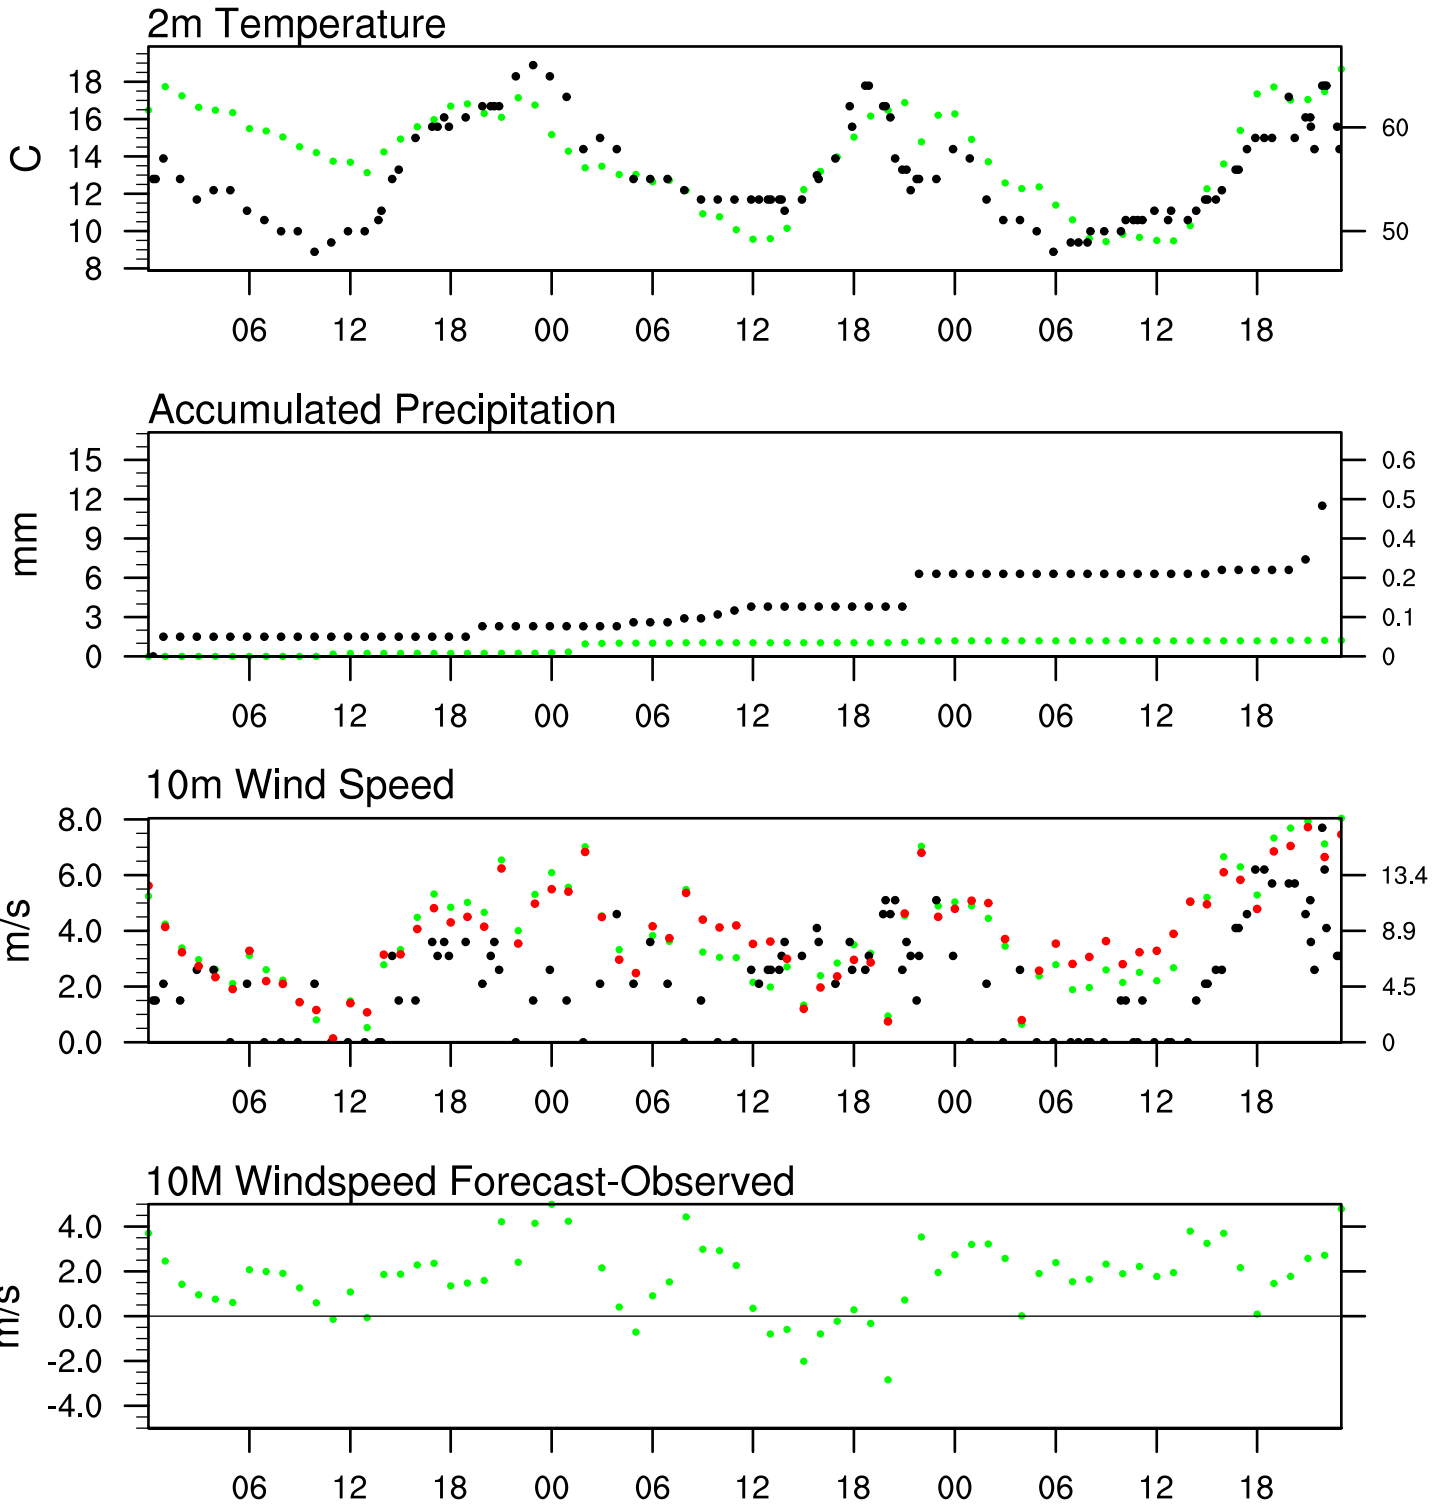 2m Temperature
18
16
14
12
10
8
C
60
50
06 12 18 00 06 12 18 00 06 12 18
Accumulated Precipitation
15
12
9
6
3
0
mm
0.6
0.5
0.4
0.2
0.1
0
06 12 18 00 06 12 18 00 06 12 18
10m Wind Speed
8.0
6.0
4.0
2.0
0.0
m/s
13.4
8.9
4.5
0
06 12 18 00 06 12 18 00 06 12 18
10M Windspeed Forecast-Observed
4.0
2.0
0.0
-2.0
-4.0
m/s
06 12 18 00 06 12 18 00 06 12 18